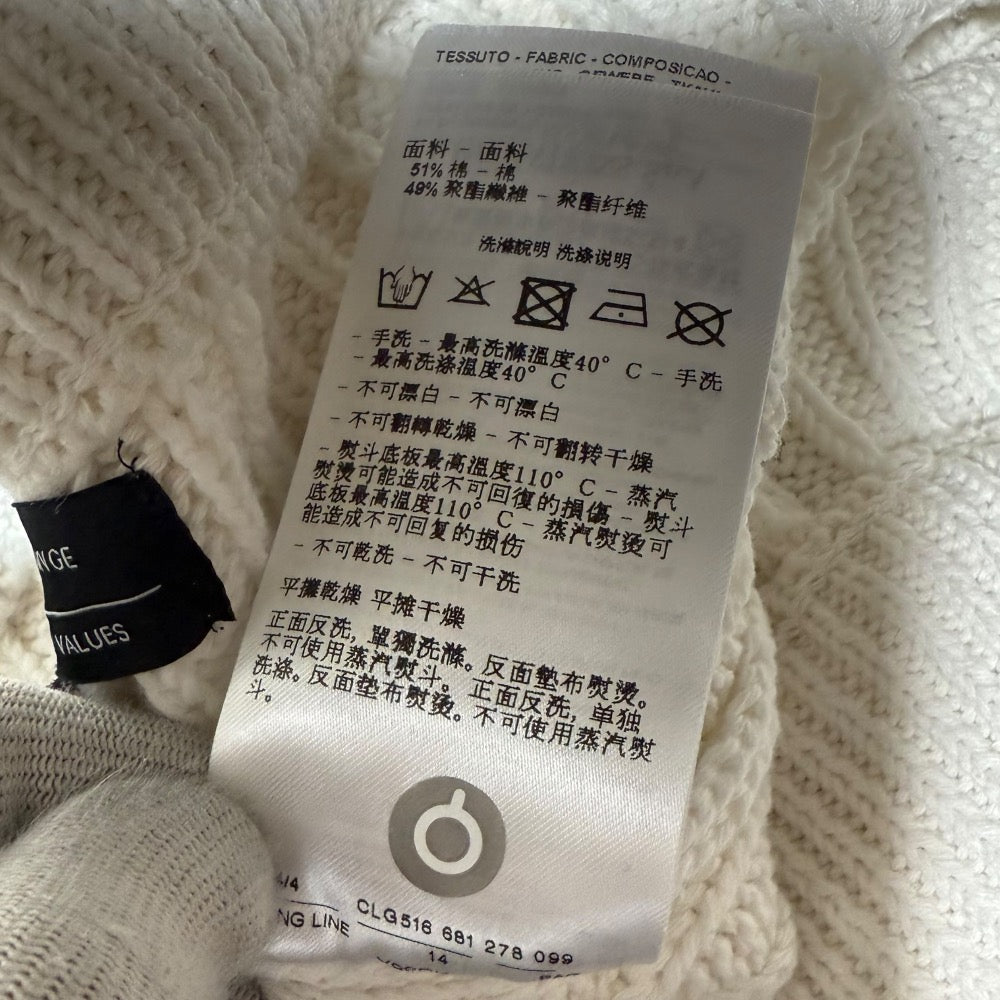 TESSUTO - FABRIC - COMPOSICAO -
面料 - 面料
51% 棉 - 棉
49% 聚酯纖維 - 聚酯纤维
洗滌說明 洗涤说明
- 手洗 - 最高洗滌溫度40° C - 手洗
- 最高洗涤温度40° C
- 不可漂白 - 不可漂白
- 不可翻轉乾燥 - 不可翻转干燥
- 熨斗底板最高溫度110° C - 蒸汽
熨燙可能造成不可回復的損傷 - 熨斗
底板最高温度110° C - 蒸汽熨烫可
能造成不可回复的损伤
- 不可乾洗 - 不可干洗
平攤乾燥 平摊干燥
正面反洗, 單獨洗滌。反面墊布熨燙。
不可使用蒸汽熨斗。 正面反洗, 单独
洗涤. 反面垫布熨烫。不可使用蒸汽熨
斗.
NGE
VALUES
/4
NG LINE
CLG516 681 278 099
14